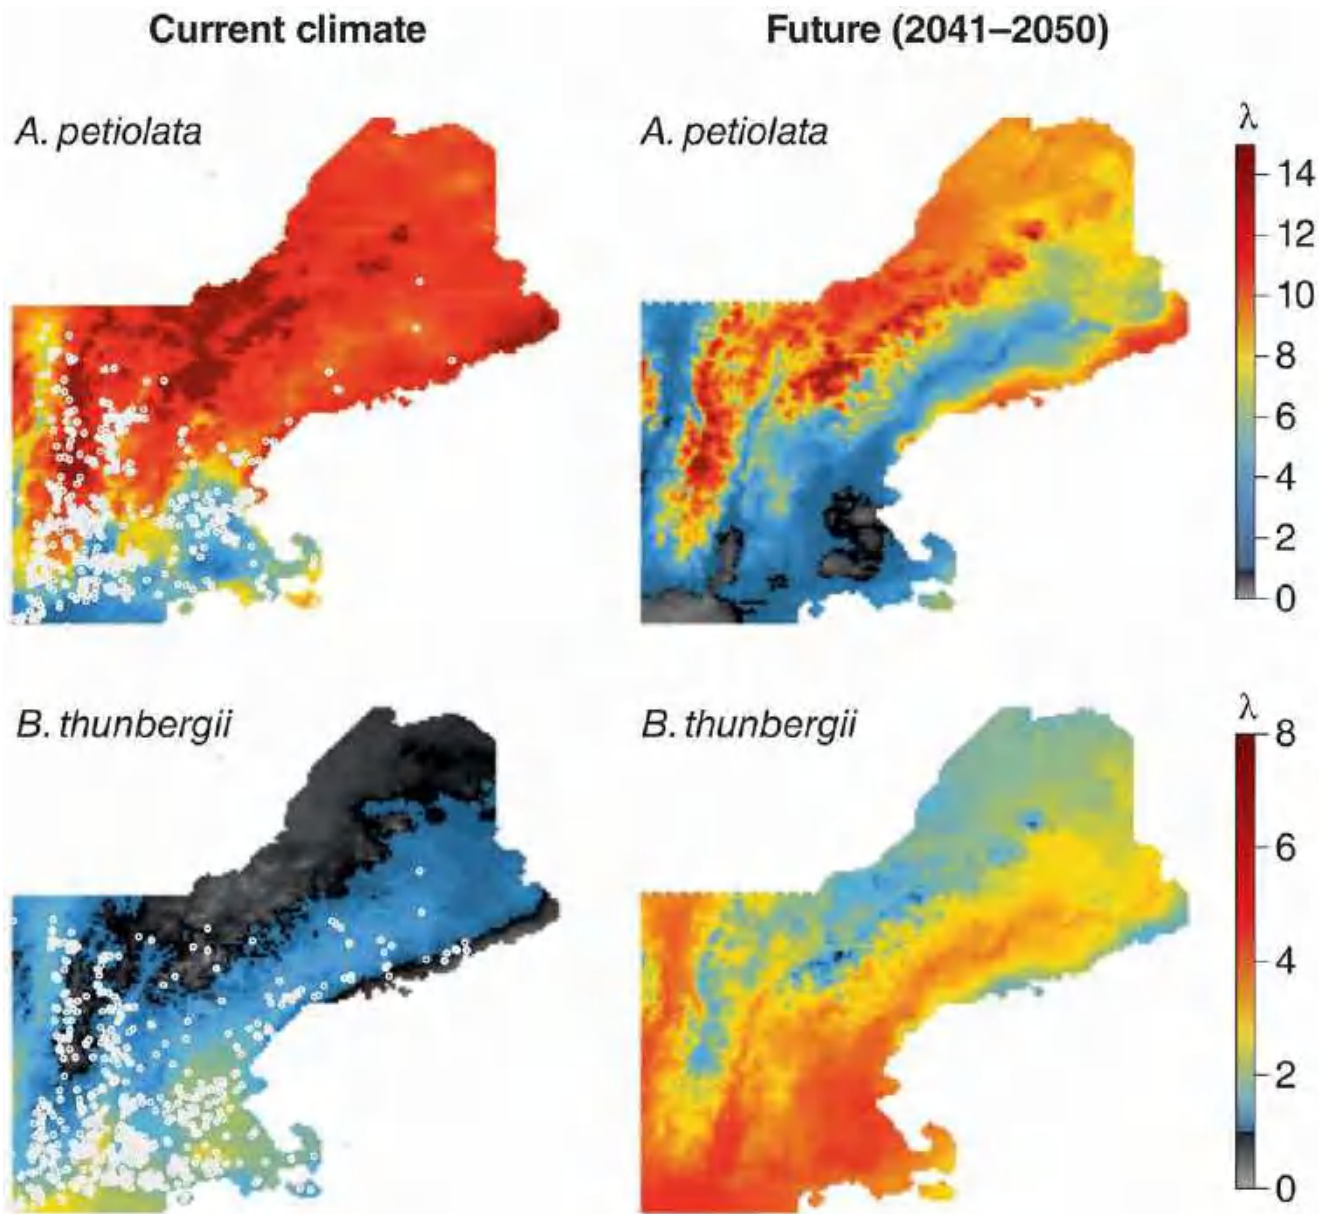 Current climate
Future (2041–2050)
A. petiolata
A. petiolata
λ
14
12
10
8
6
4
2
0
B. thunbergii
B. thunbergii
λ
8
6
4
2
0